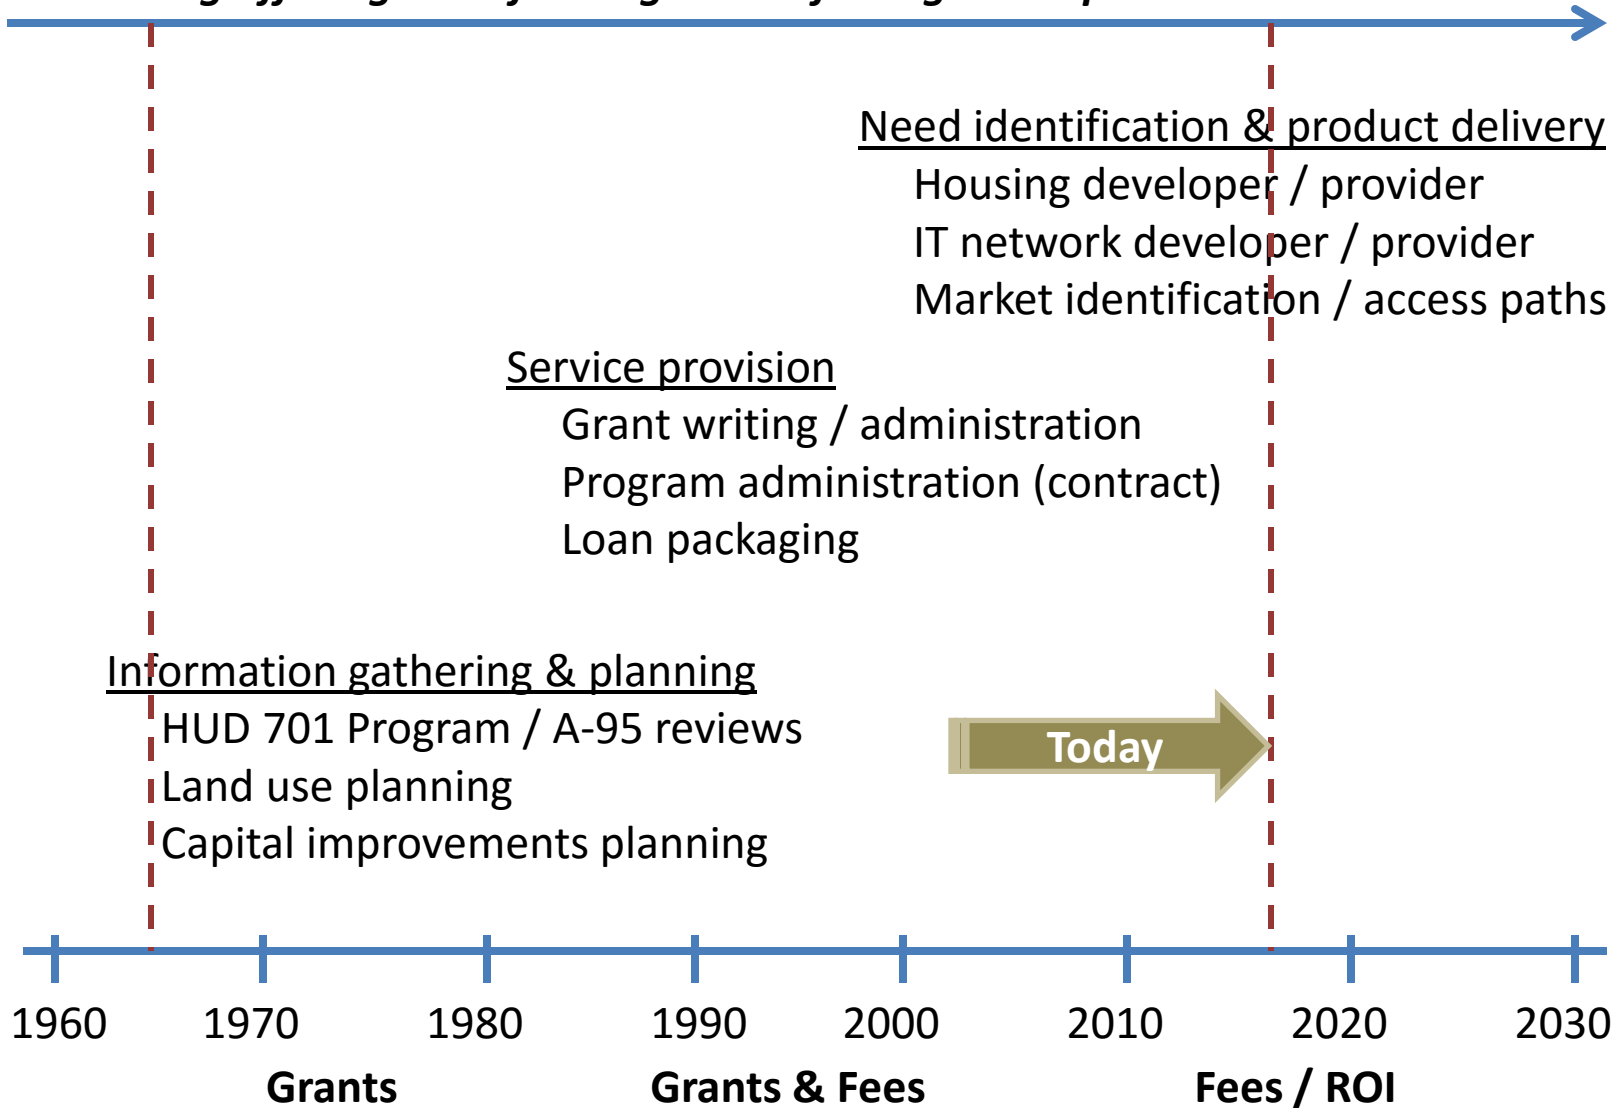 Need identification & product delivery
Housing developer / provider
IT network developer / provider
Market identification / access paths
Service provision
Grant writing / administration
Program administration (contract)
Loan packaging
Information gathering & planning
HUD 701 Program / A-95 reviews
Land use planning
Capital improvements planning
Today
1960 1970 1980 1990 2000 2010 2020 2030
Grants Grants & Fees Fees / ROI